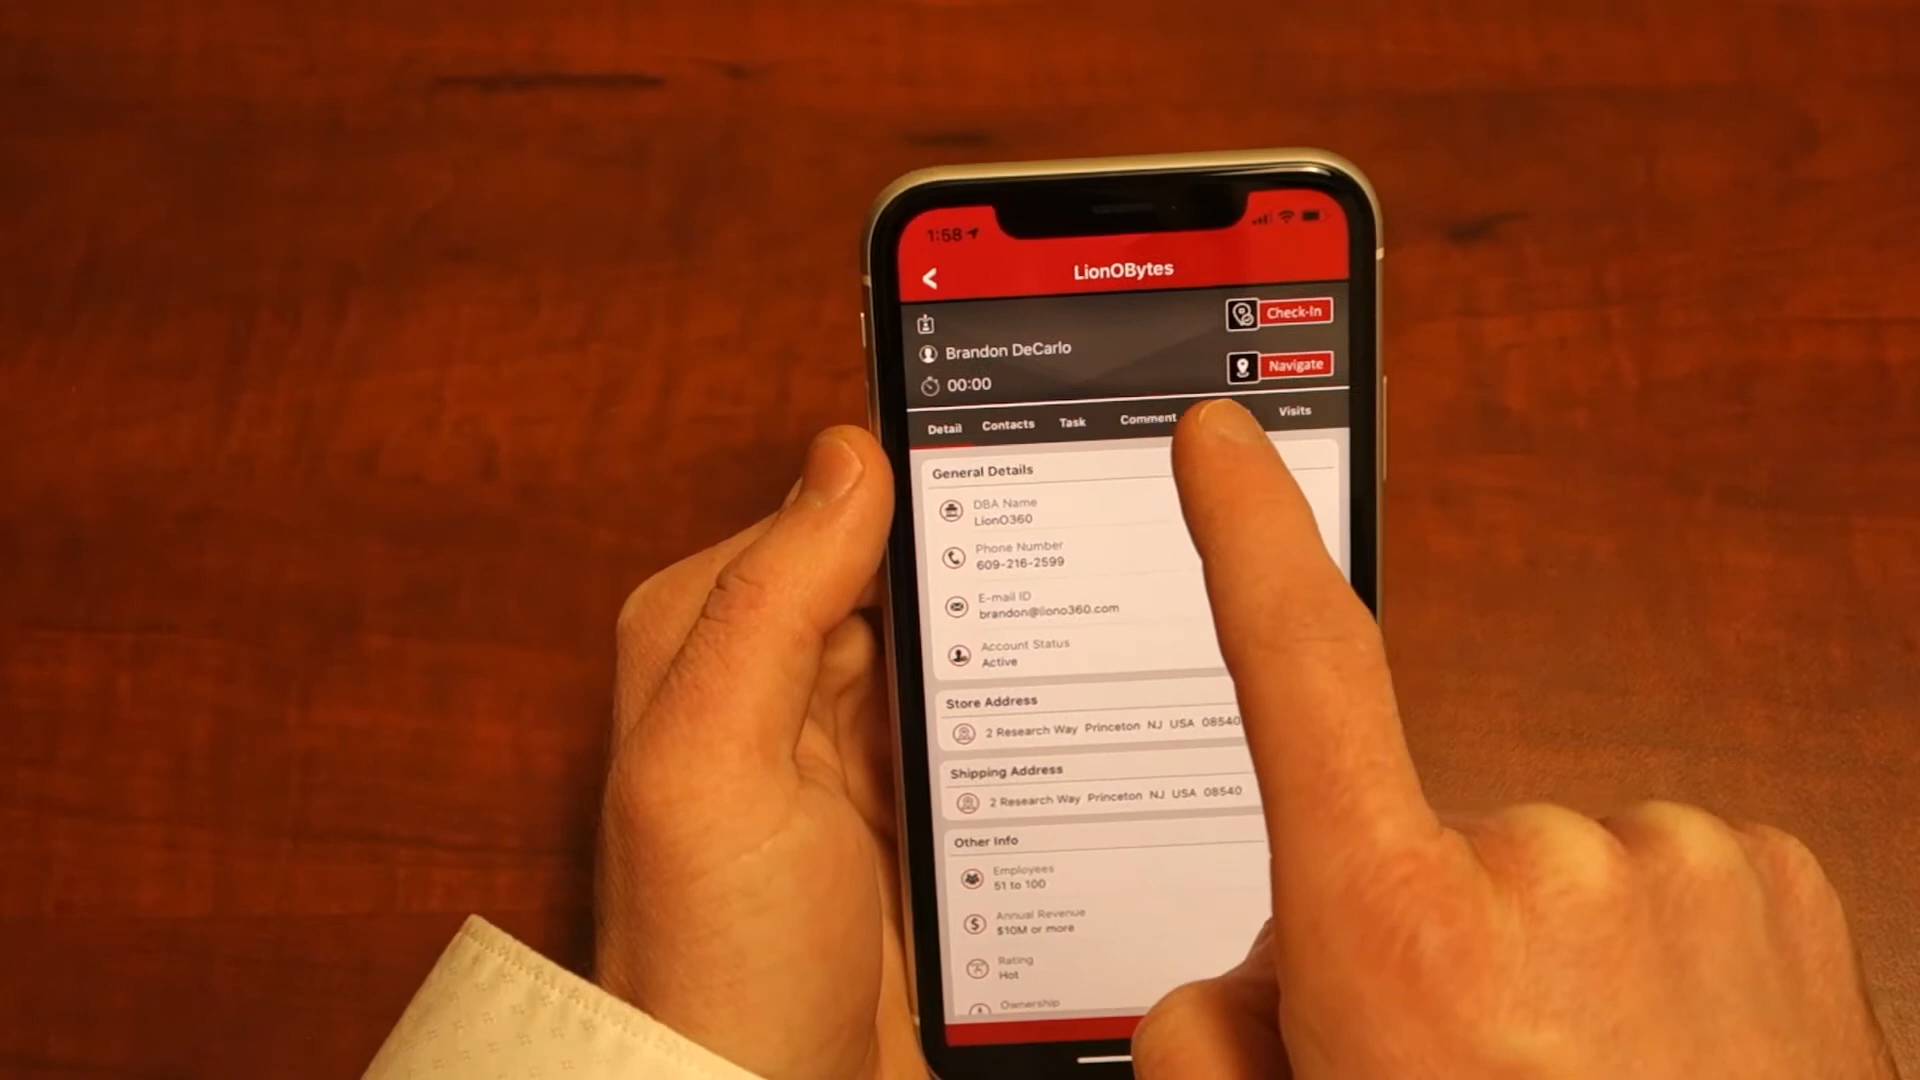 1:58
LionOBytes
Check-In
Brandon DeCarlo
Navigate
00:00
Detail Contacts Task Comment Visits
General Details
DBA Name
LionO360
Phone Number
609-216-2599
E-mail ID
brandon@liono360.com
Account Status
Active
Store Address
2 Research Way Princeton NJ USA 08540
Shipping Address
2 Research Way Princeton NJ USA 08540
Other Info
Employees
51 to 100
Annual Revenue
$10M or more
Rating
Hot
Ownership